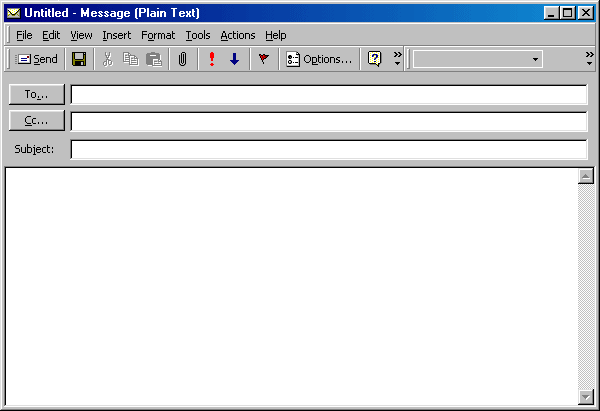 Untitled - Message (Plain Text)
File Edit View Insert Format Tools Actions Help
Send Options...
To...
Cc...
Subject: